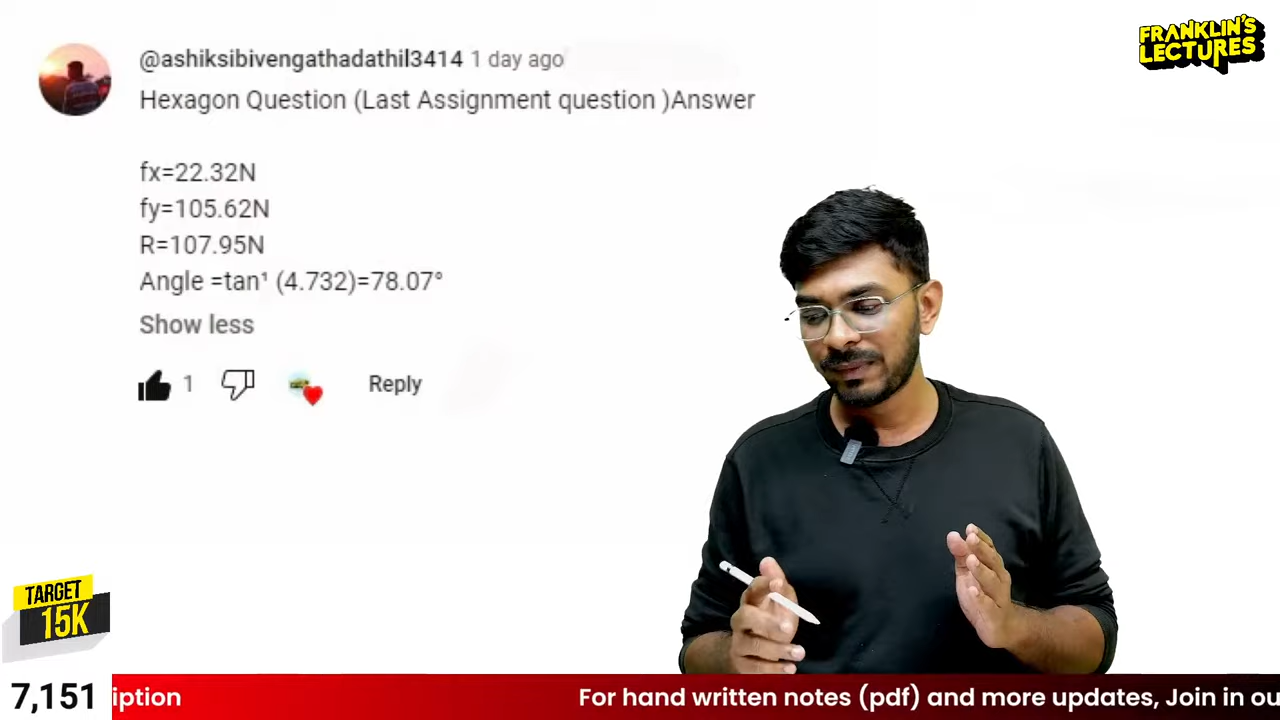 @ashiksibivengathadathil3414 1 day ago
Hexagon Question (Last Assignment question )Answer
fx=22.32N
fy=105.62N
R=107.95N
Angle =tan¹ (4.732)=78.07°
Show less
1
Reply
FRANKLIN'S
LECTURES
TARGET
15K
7,151
iption
For hand written notes (pdf) and more updates, Join in ou